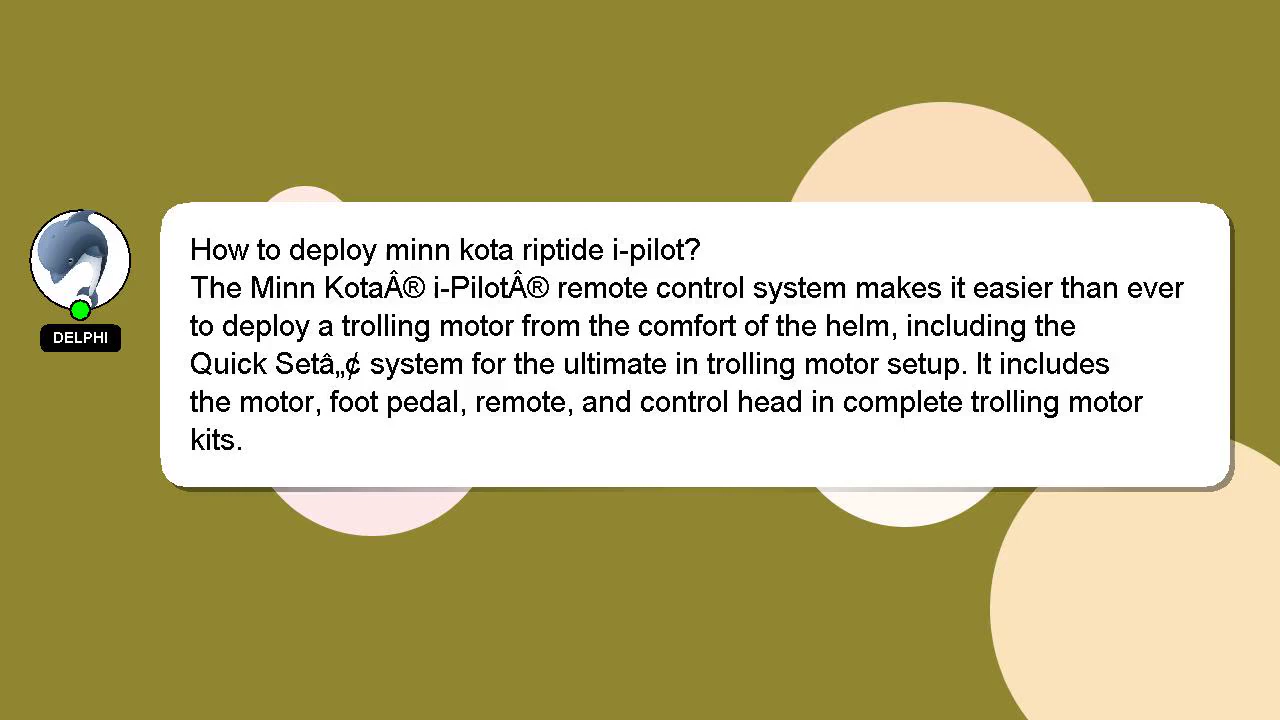 How to deploy minn kota riptide i-pilot?
The Minn KotaÂ® i-PilotÂ® remote control system makes it easier than ever
to deploy a trolling motor from the comfort of the helm, including the
Quick Setâ„¢ system for the ultimate in trolling motor setup. It includes
the motor, foot pedal, remote, and control head in complete trolling motor
kits.
DELPHI